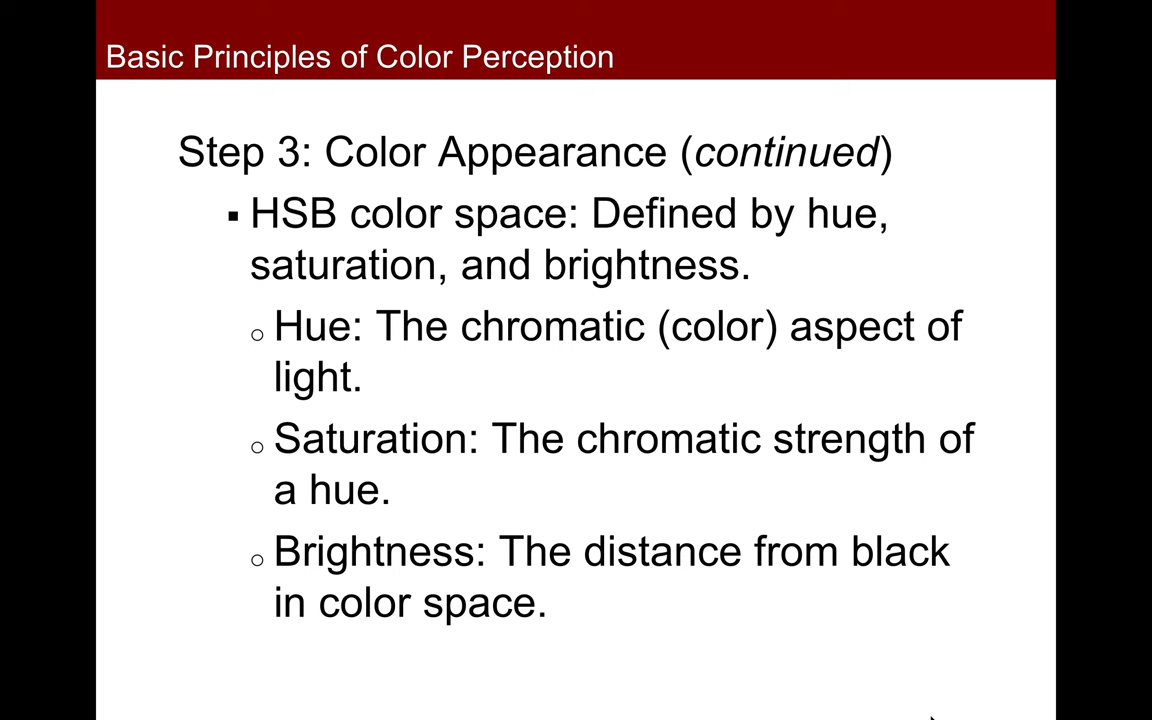 Basic Principles of Color Perception
Step 3: Color Appearance (continued)
▪ HSB color space: Defined by hue,
saturation, and brightness.
○ Hue: The chromatic (color) aspect of
light.
○ Saturation: The chromatic strength of
a hue.
○ Brightness: The distance from black
in color space.